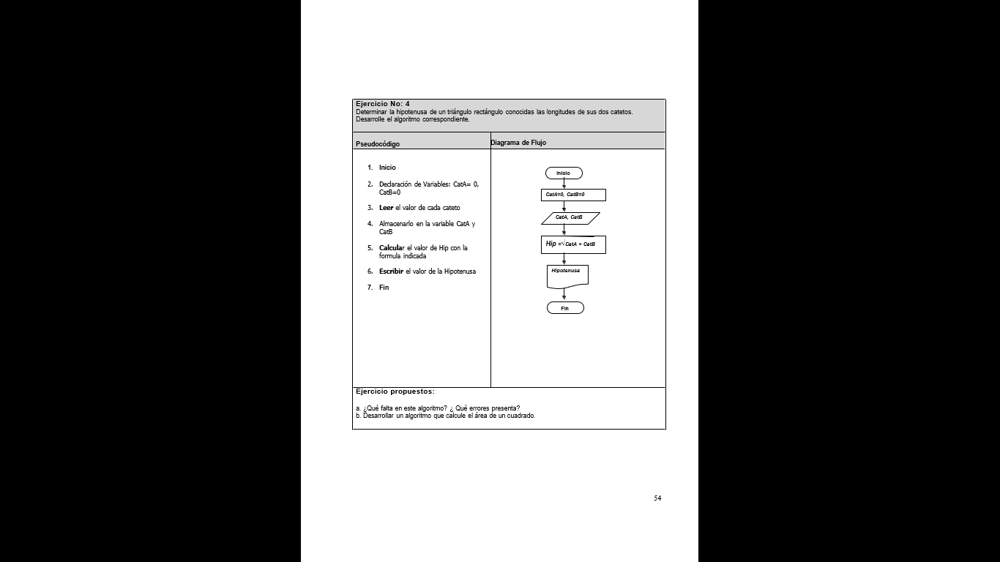 Ejercicio No: 4
Determinar la hipotenusa de un triángulo rectángulo conocidas las longitudes de sus dos catetos.
Desarrolle el algoritmo correspondiente.
Pseudocódigo
1. Inicio
2. Declaración de Variables: CatA= 0,
CatB=0
3. Leer el valor de cada cateto
4. Almacenarlo en la variable CatA y
CatB
5. Calcular el valor de Hip con la
formula indicada
6. Escribir el valor de la Hipotenusa
7. Fin
Diagrama de Flujo
Inicio
CatA=0, CatB=0
CatA, CatB
Hip =√CatA + CatB
Hipotenusa
Fin
Ejercicio propuestos:
a. ¿Qué falta en este algoritmo? ¿ Qué errores presenta?
b. Desarrollar un algoritmo que calcule el área de un cuadrado.
54